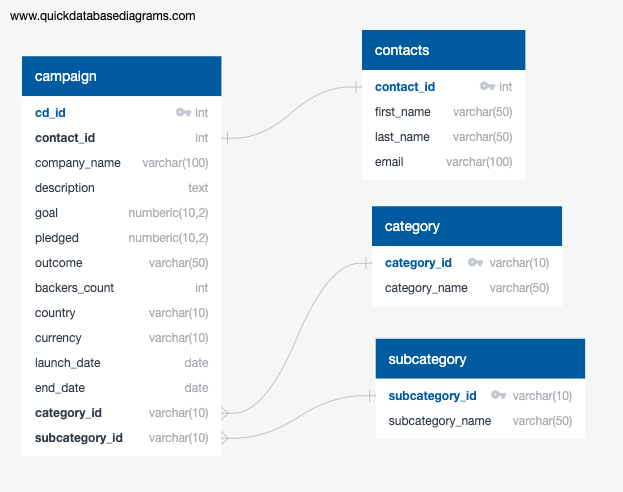 www.quickdatabasediagrams.com
campaign
cd_id int
contact_id int
company_name varchar(100)
description text
goal numberic(10,2)
pledged numberic(10,2)
outcome varchar(50)
backers_count int
country varchar(10)
currency varchar(10)
launch_date date
end_date date
category_id varchar(10)
subcategory_id varchar(10)
contacts
contact_id int
first_name varchar(50)
last_name varchar(50)
email varchar(100)
category
category_id varchar(10)
category_name varchar(50)
subcategory
subcategory_id varchar(10)
subcategory_name varchar(50)